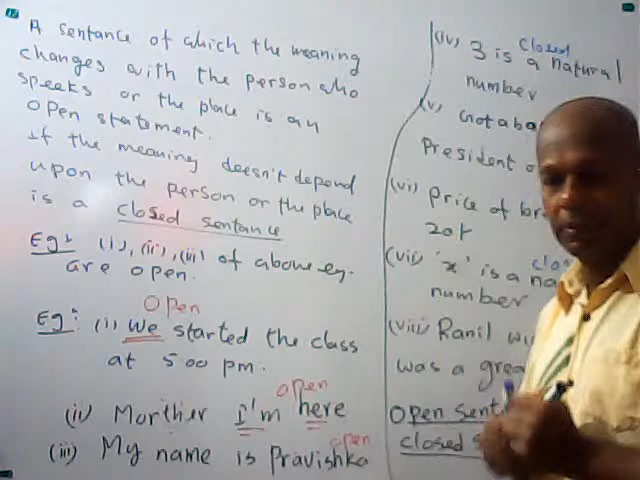 A sentance of which the meaning
changes with the person who
speaks or the place is an
open statement.
If the meaning doesn't depend
upon the person or the place
is a closed sentance
Eg: (i), (ii), (iii) of above eg.
are open.
Open
Eg: (i) We started the class
at 5 00 pm.
open
(ii) Morther I'm here
open
(iii) My name is Pravishka
closed
(iv) 3 is a natural
number
(v) Gotaba
President
(vi) price of
20r
clos
(vii) 'x' is a na
number
(viii) Ranil
was a grea
Open Sent
closed s